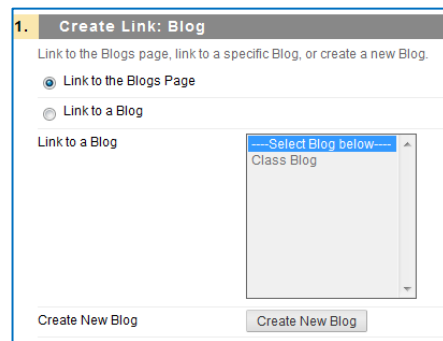 1. Create Link: Blog
Link to the Blogs page, link to a specific Blog, or create a new Blog.
Link to the Blogs Page
Link to a Blog
Link to a Blog
----Select Blog below----
Class Blog
Create New Blog
Create New Blog